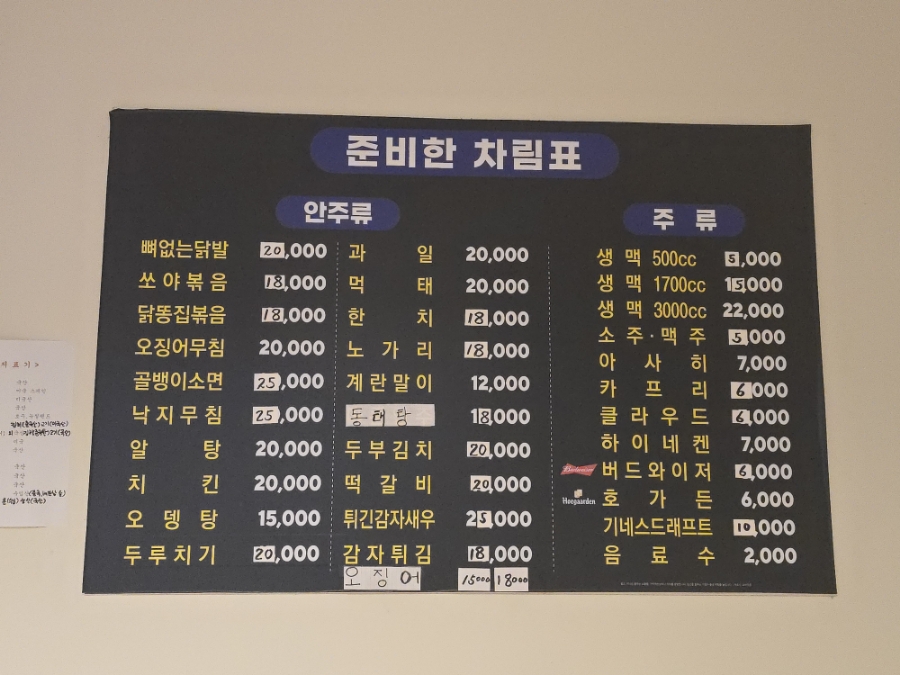 준비한 차림표
안주류
뼈없는닭발 20,000
쏘야볶음 18,000
닭똥집볶음 18,000
오징어무침 20,000
골뱅이소면 25,000
낙지무침 25,000
알탕 20,000
치킨 20,000
오뎅탕 15,000
두루치기 20,000
과일 20,000
먹태 20,000
한치 18,000
노가리 18,000
계란말이 12,000
동태탕 18000
두부김치 20,000
떡갈비 20,000
튀긴감자새우 25,000
감자튀김 18,000
오징어 15000 18000
주류
생맥 500cc 5,000
생맥 1700cc 15,000
생맥 3000cc 22,000
소주·맥주 5,000
아사히 7,000
카프리 6,000
클라우드 6,000
하이네켄 7,000
Budweiser 버드와이저 6,000
Hoegaarden 호가든 6,000
기네스드래프트 10,000
음료수 2,000